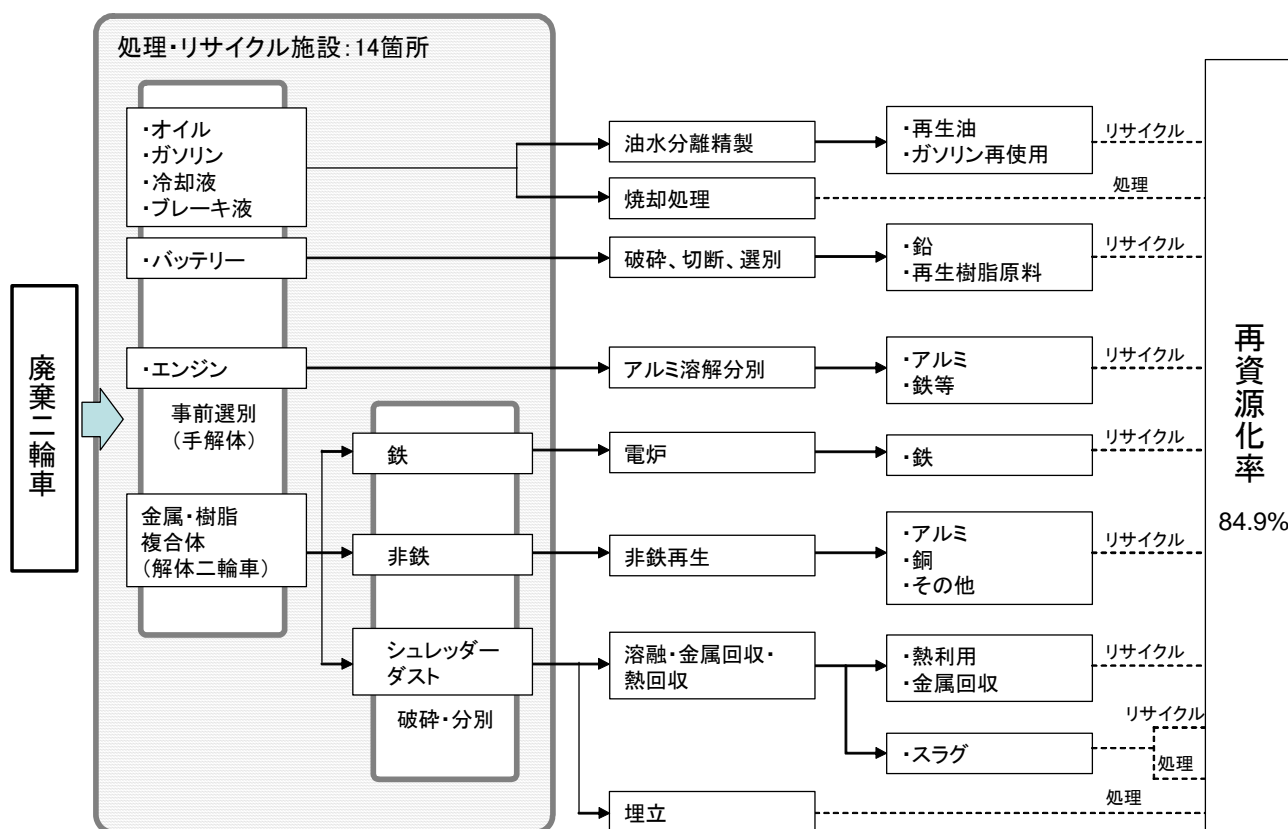 処理・リサイクル施設：14箇所
・オイル
・ガソリン
・冷却液
・ブレーキ液
油水分離精製
・再生油
・ガソリン再使用
リサイクル
焼却処理
処理
・バッテリー
破砕、切断、選別
・鉛
・再生樹脂原料
リサイクル
廃棄二輪車
・エンジン
アルミ溶解分別
・アルミ
・鉄等
リサイクル
事前選別
（手解体）
鉄
電炉
・鉄
リサイクル
金属・樹脂
複合体
（解体二輪車）
非鉄
非鉄再生
・アルミ
・銅
・その他
リサイクル
シュレッダー
ダスト
溶融・金属回収・
熱回収
・熱利用
・金属回収
リサイクル
破砕・分別
・スラグ
リサイクル
処理
埋立
処理
再資源化率
84.9%